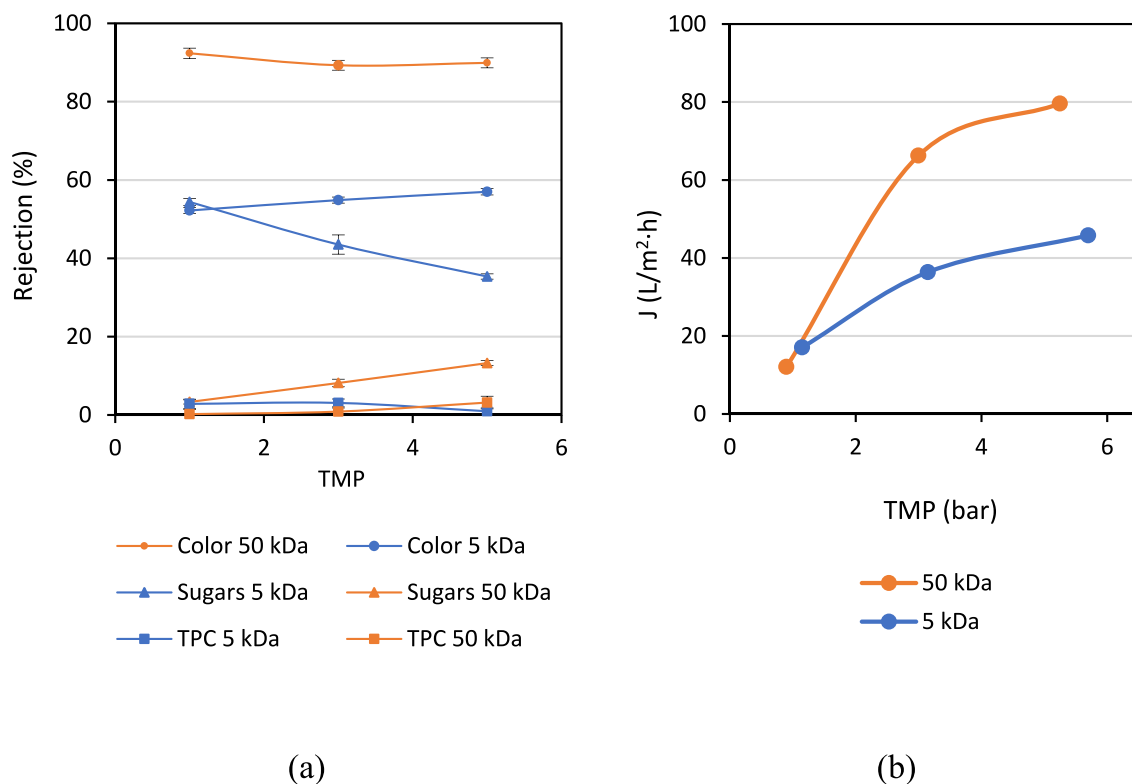 100
80
60
40
20
0
Rejection (%)
0 2 4 6
TMP
Color 50 kDa Color 5 kDa
Sugars 5 kDa Sugars 50 kDa
TPC 5 kDa TPC 50 kDa
(a)
100
80
60
40
20
0
J (L/m²·h)
0 2 4 6
TMP (bar)
50 kDa
5 kDa
(b)